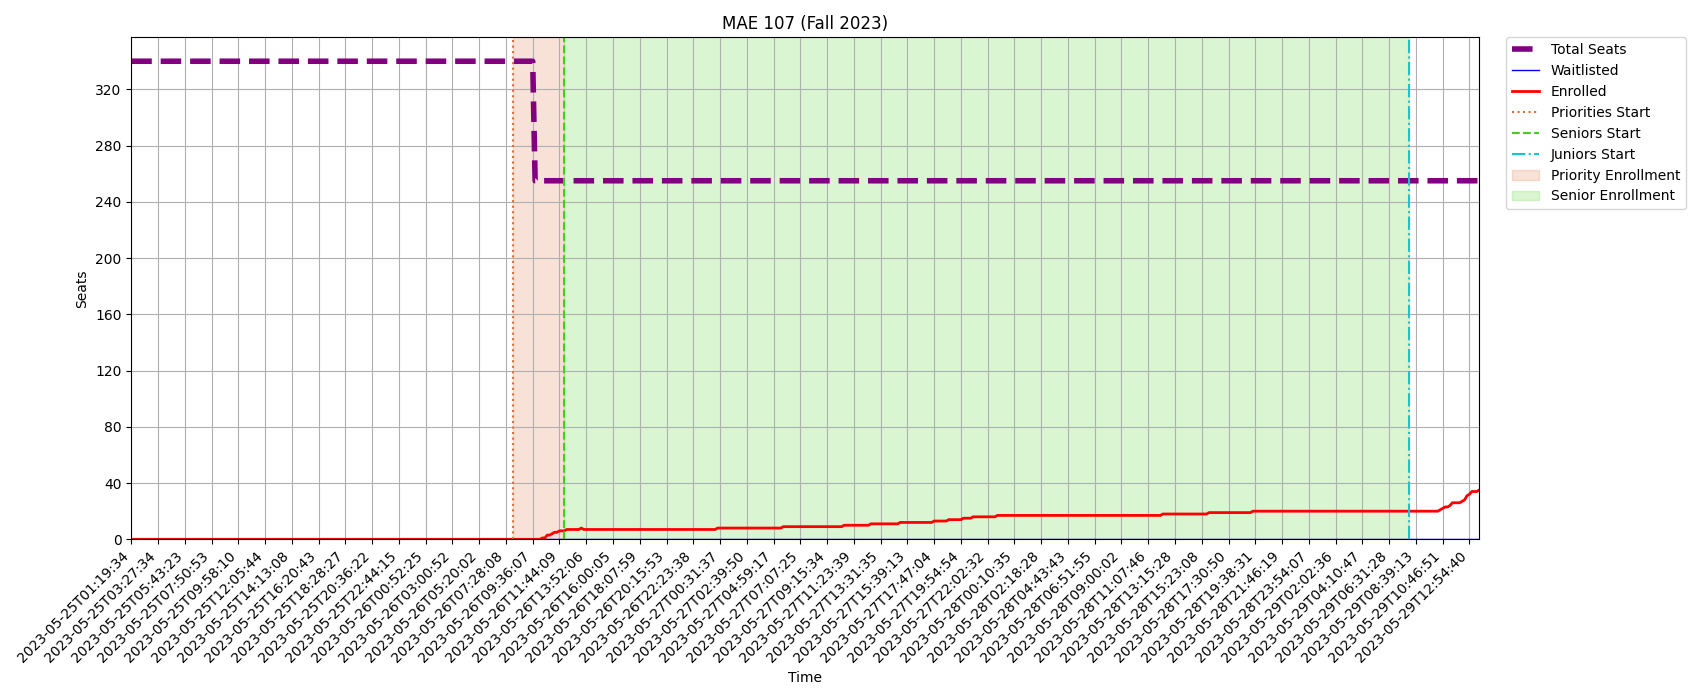 MAE 107 (Fall 2023)
Total Seats
Waitlisted
Enrolled
Priorities Start
Seniors Start
Juniors Start
Priority Enrollment
Senior Enrollment
Seats
320
280
240
200
160
120
80
40
0
2023-05-25T01:19:34
2023-05-25T03:27:34
2023-05-25T05:43:23
2023-05-25T07:50:53
2023-05-25T09:58:10
2023-05-25T12:05:44
2023-05-25T14:13:08
2023-05-25T16:20:43
2023-05-25T18:28:27
2023-05-25T20:36:22
2023-05-25T22:44:15
2023-05-26T00:52:25
2023-05-26T03:00:52
2023-05-26T05:20:02
2023-05-26T07:28:08
2023-05-26T09:36:07
2023-05-26T11:44:09
2023-05-26T13:52:06
2023-05-26T16:00:05
2023-05-26T18:07:59
2023-05-26T20:15:53
2023-05-26T22:23:38
2023-05-27T00:31:37
2023-05-27T02:39:50
2023-05-27T04:59:17
2023-05-27T07:07:25
2023-05-27T09:15:34
2023-05-27T11:23:39
2023-05-27T13:31:35
2023-05-27T15:39:13
2023-05-27T17:47:04
2023-05-27T19:54:54
2023-05-27T22:02:32
2023-05-28T00:10:35
2023-05-28T02:18:28
2023-05-28T04:43:43
2023-05-28T06:51:55
2023-05-28T09:00:02
2023-05-28T11:07:46
2023-05-28T13:15:28
2023-05-28T15:23:08
2023-05-28T17:30:50
2023-05-28T19:38:31
2023-05-28T21:46:19
2023-05-28T23:54:07
2023-05-29T02:02:36
2023-05-29T04:10:47
2023-05-29T06:31:28
2023-05-29T08:39:13
2023-05-29T10:46:51
2023-05-29T12:54:40
Time